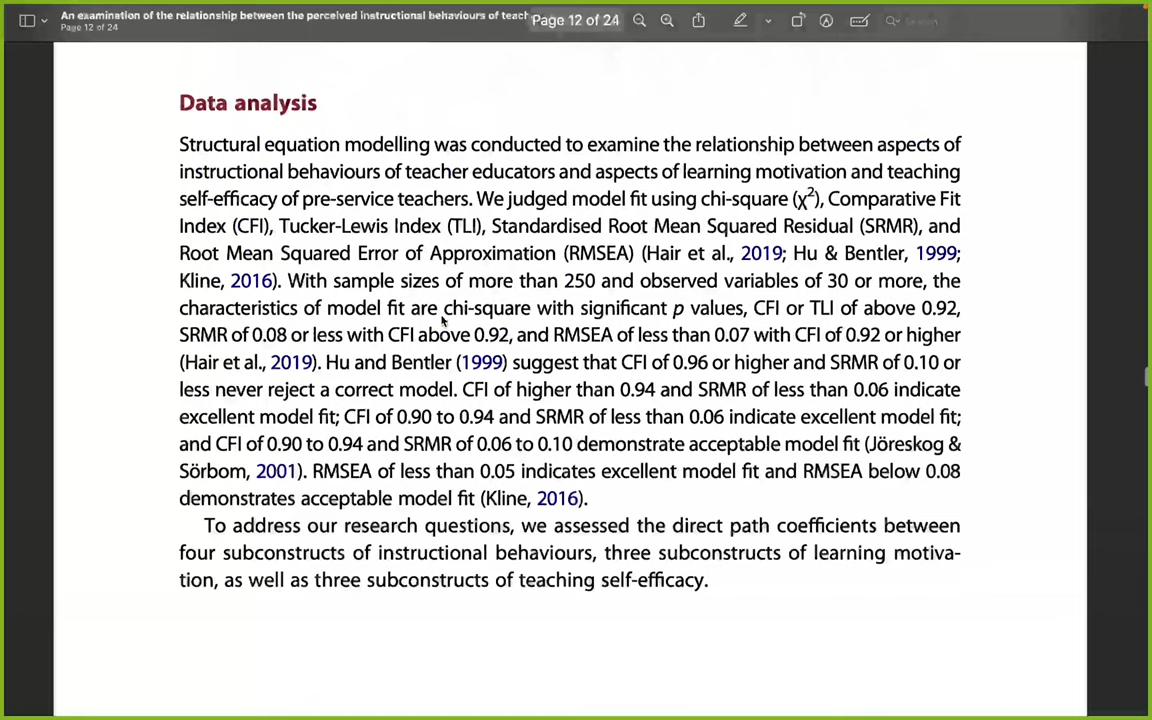 An examination of the relationship between the perceived instructional behaviours of teach
Page 12 of 24
Page 12 of 24
Search
Data analysis
Structural equation modelling was conducted to examine the relationship between aspects of
instructional behaviours of teacher educators and aspects of learning motivation and teaching
self-efficacy of pre-service teachers. We judged model fit using chi-square (χ²), Comparative Fit
Index (CFI), Tucker-Lewis Index (TLI), Standardised Root Mean Squared Residual (SRMR), and
Root Mean Squared Error of Approximation (RMSEA) (Hair et al., 2019; Hu & Bentler, 1999;
Kline, 2016). With sample sizes of more than 250 and observed variables of 30 or more, the
characteristics of model fit are chi-square with significant p values, CFI or TLI of above 0.92,
SRMR of 0.08 or less with CFI above 0.92, and RMSEA of less than 0.07 with CFI of 0.92 or higher
(Hair et al., 2019). Hu and Bentler (1999) suggest that CFI of 0.96 or higher and SRMR of 0.10 or
less never reject a correct model. CFI of higher than 0.94 and SRMR of less than 0.06 indicate
excellent model fit; CFI of 0.90 to 0.94 and SRMR of less than 0.06 indicate excellent model fit;
and CFI of 0.90 to 0.94 and SRMR of 0.06 to 0.10 demonstrate acceptable model fit (Jöreskog &
Sörbom, 2001). RMSEA of less than 0.05 indicates excellent model fit and RMSEA below 0.08
demonstrates acceptable model fit (Kline, 2016).
To address our research questions, we assessed the direct path coefficients between
four subconstructs of instructional behaviours, three subconstructs of learning motiva-
tion, as well as three subconstructs of teaching self-efficacy.